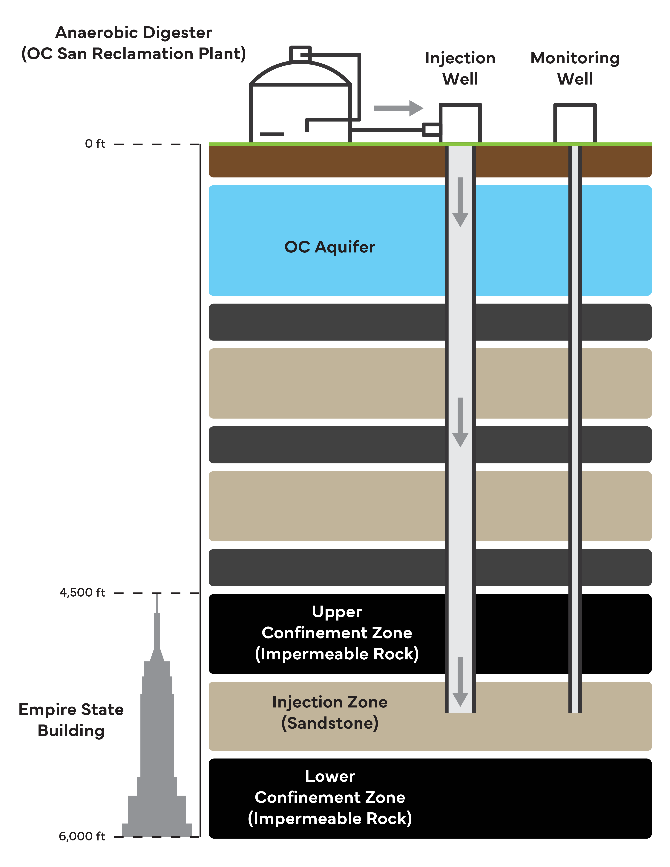 Anaerobic Digester
(OC San Reclamation Plant)
Injection
Well
Monitoring
Well
0 ft
OC Aquifer
4,500 ft
Upper
Confinement Zone
(Impermeable Rock)
Empire State
Building
Injection Zone
(Sandstone)
Lower
Confinement Zone
(Impermeable Rock)
6,000 ft